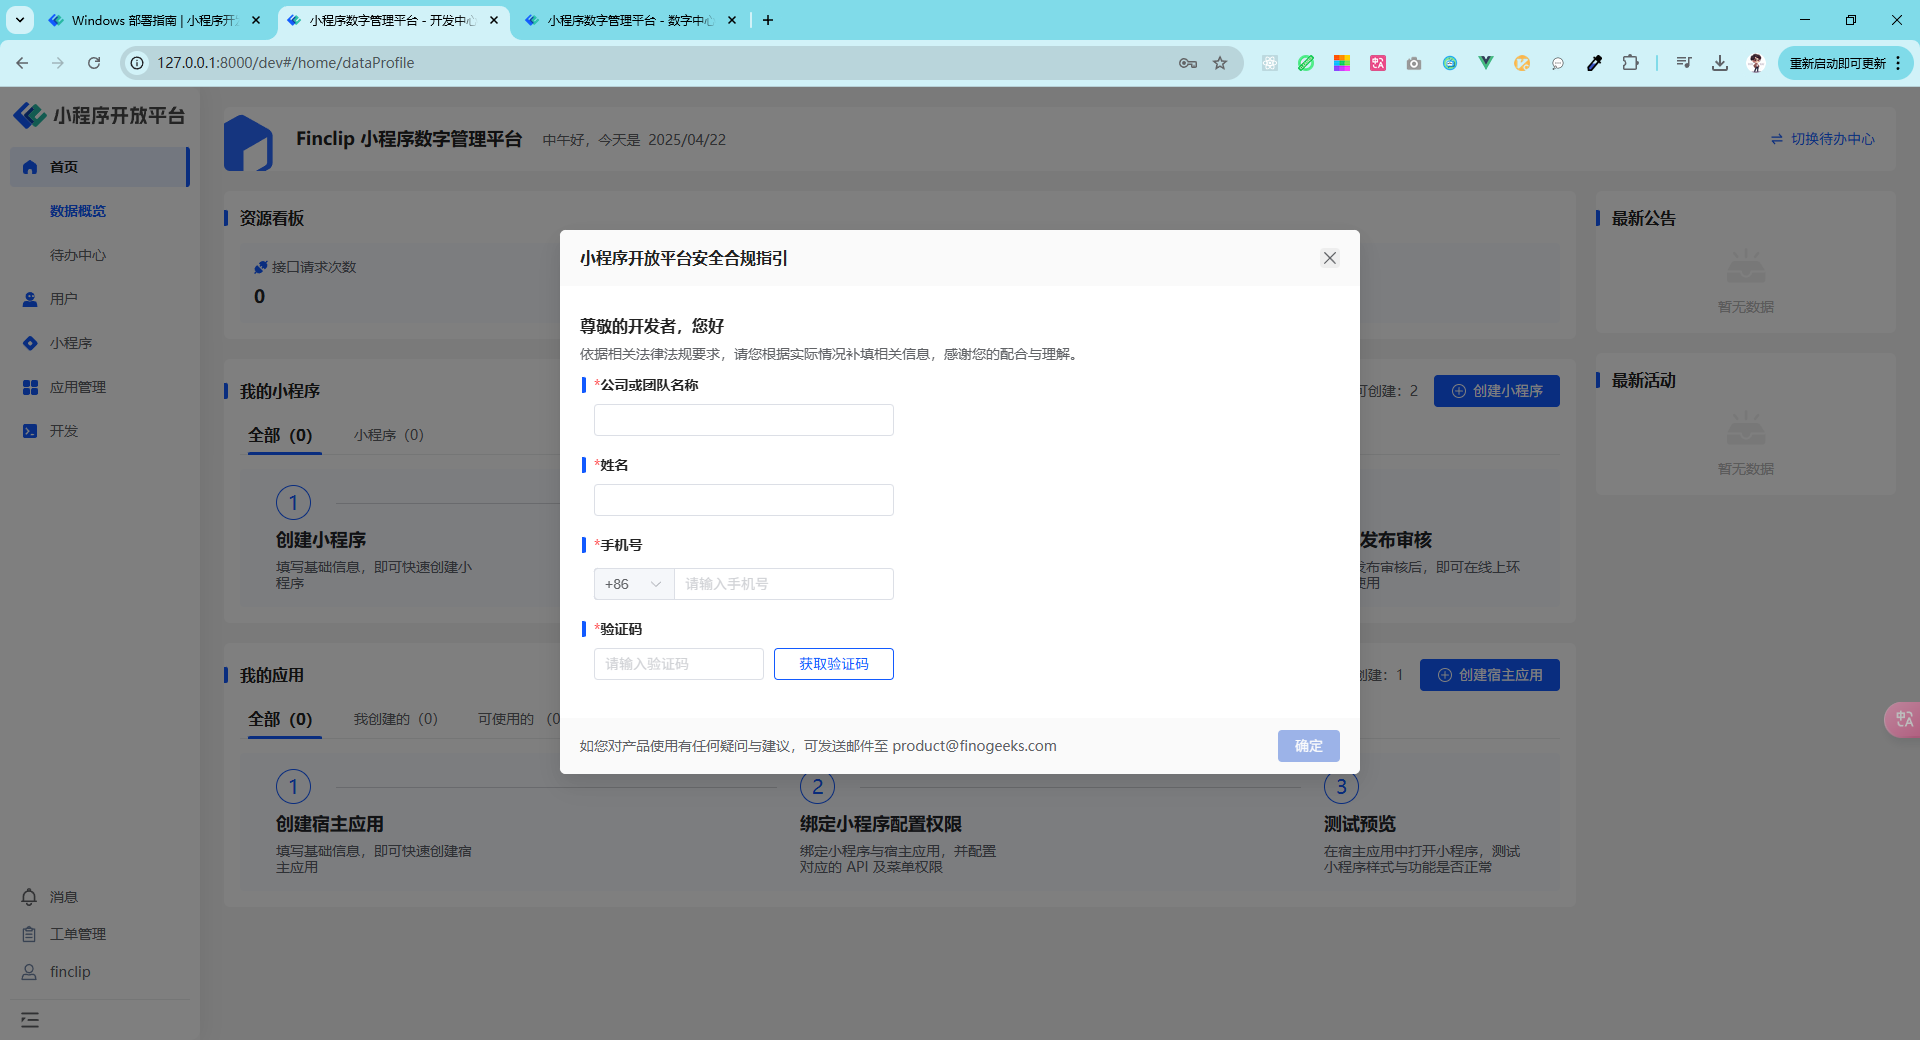 Windows 部署指南 | 小程序开
小程序数字管理平台 - 开发中心
小程序数字管理平台 - 数字中心
127.0.0.1:8000/dev#/home/dataProfile
重新启动即可更新
小程序开放平台
首页
数据概览
待办中心
用户
小程序
应用管理
开发
消息
工单管理
finclip
Finclip 小程序数字管理平台
中午好，今天是 2025/04/22
切换待办中心
资源看板
接口请求次数
0
最新公告
暂无数据
最新活动
暂无数据
我的小程序
可创建：2
创建小程序
全部（0）
小程序（0）
1
创建小程序
填写基础信息，即可快速创建小
程序
发布审核
发布审核后，即可在线上环
使用
我的应用
创建：1
创建宿主应用
全部（0）
我创建的（0）
可使用的（0
1
创建宿主应用
填写基础信息，即可快速创建宿
主应用
2
绑定小程序配置权限
绑定小程序与宿主应用，并配置
对应的 API 及菜单权限
3
测试预览
在宿主应用中打开小程序，测试
小程序样式与功能是否正常
小程序开放平台安全合规指引
尊敬的开发者，您好
依据相关法律法规要求，请您根据实际情况补填相关信息，感谢您的配合与理解。
*公司或团队名称
*姓名
*手机号
+86
请输入手机号
*验证码
请输入验证码
获取验证码
如您对产品使用有任何疑问与建议，可发送邮件至 product@finogeeks.com
确定